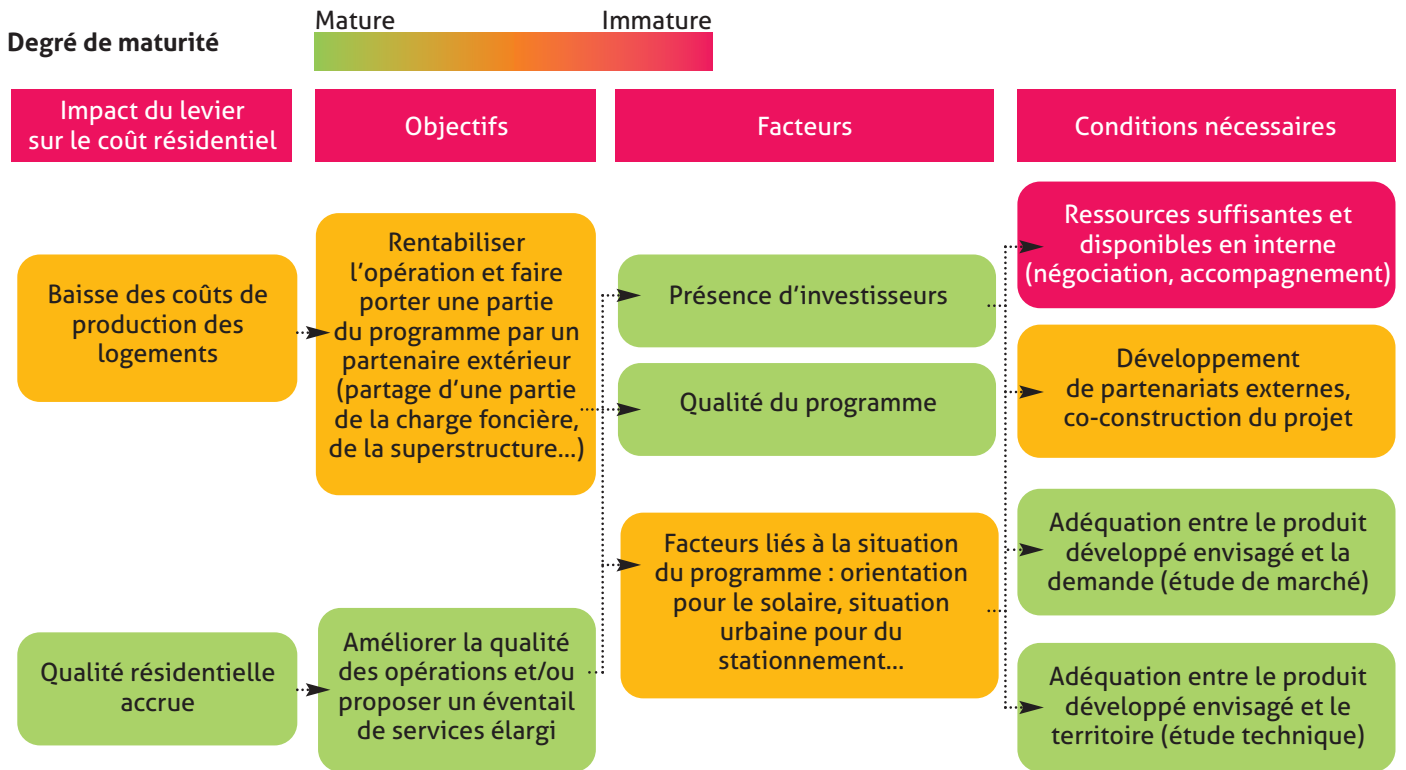 Mature
Immature
Degré de maturité
Impact du levier
sur le coût résidentiel
Objectifs
Facteurs
Conditions nécessaires
Baisse des coûts de
production des
logements
Rentabiliser
l’opération et faire
porter une partie
du programme par un
partenaire extérieur
(partage d’une partie
de la charge foncière,
de la superstructure...)
Présence d’investisseurs
Qualité du programme
Ressources suffisantes et
disponibles en interne
(négociation, accompagnement)
Développement
de partenariats externes,
co-construction du projet
Qualité résidentielle
accrue
Améliorer la qualité
des opérations et/ou
proposer un éventail
de services élargi
Facteurs liés à la situation
du programme : orientation
pour le solaire, situation
urbaine pour du
stationnement...
Adéquation entre le produit
développé envisagé et la
demande (étude de marché)
Adéquation entre le produit
développé envisagé et le
territoire (étude technique)